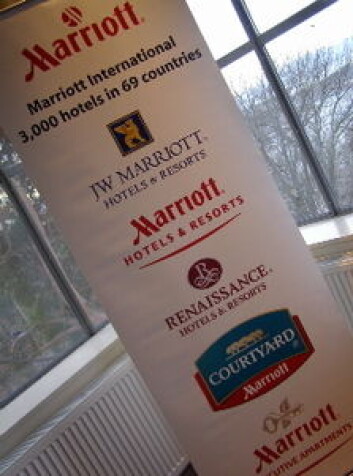 Marriott
Marriott International
3,000 hotels in 69 countries
JW MARRIOTT
HOTELS & RESORTS
Marriott
HOTELS & RESORTS
R
RENAISSANCE
HOTELS & RESORTS
COURTYARD
Marriott
Marriott
EXECUTIVE APARTMENTS